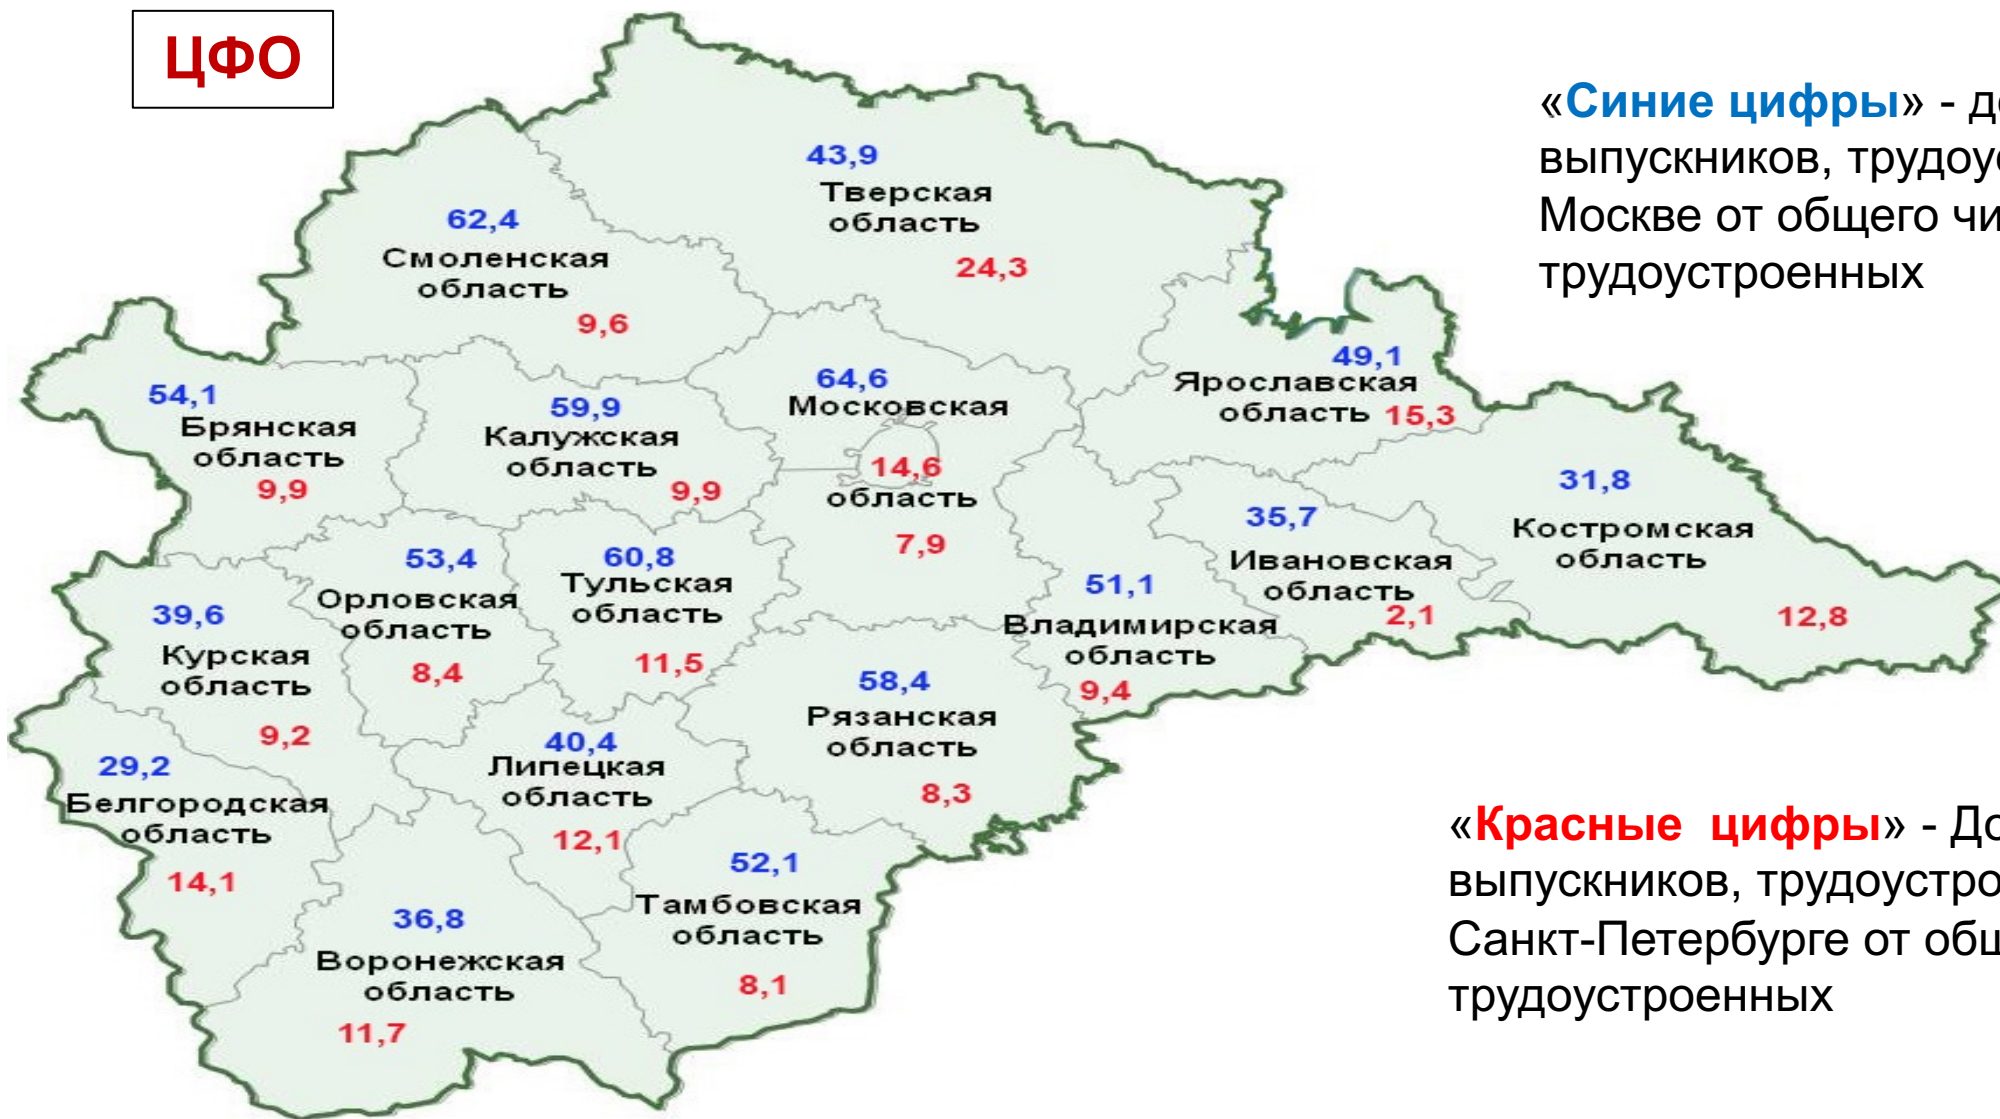 ЦФО
«Синие цифры» -
выпускников,
Москве от общего
трудоустроенных
43,9
Тверская
область
24,3
62,4
Смоленская
область
9,6
49,1
Ярославская
область 15,3
54,1
Брянская
область
9,9
59,9
Калужская
область
9,9
64,6
Московская
14,6
область
7,9
31,8
Костромская
область
12,8
35,7
Ивановская
область
2,1
51,1
Владимирская
область
9,4
53,4
Орловская
область
8,4
60,8
Тульская
область
11,5
39,6
Курская
область
9,2
58,4
Рязанская
область
8,3
40,4
Липецкая
область
12,1
29,2
Белгородская
область
14,1
52,1
Тамбовская
область
8,1
36,8
Воронежская
область
11,7
«Красные цифры» -
выпускников,
Санкт-Петербурге от
трудоустроенных